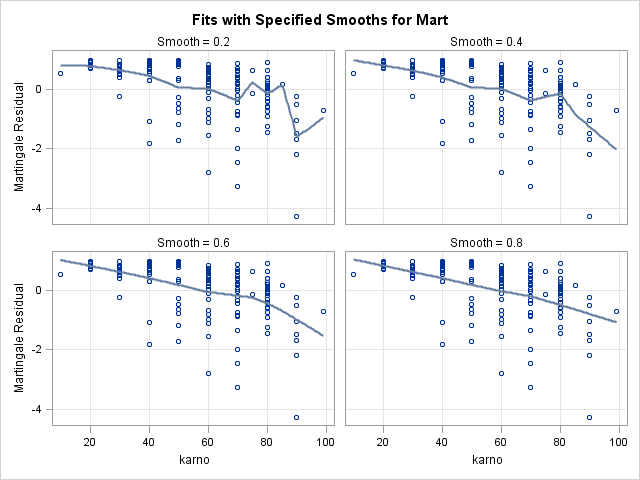 Fits with Specified Smooths for Mart
Smooth = 0.2
Smooth = 0.4
Martingale Residual
0
-2
-4
Smooth = 0.6
Smooth = 0.8
Martingale Residual
0
-2
-4
20 40 60 80 100
20 40 60 80 100
karno
karno